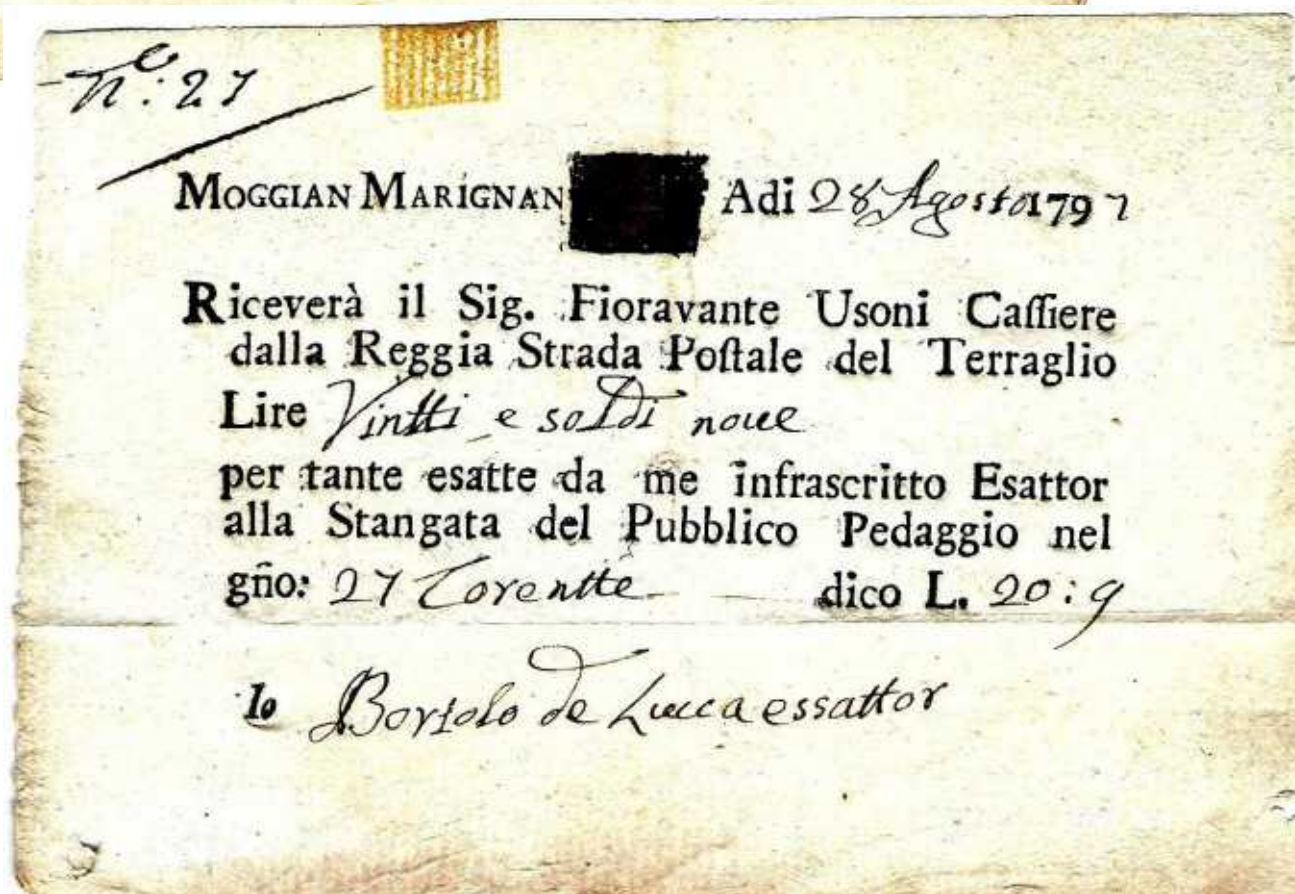 nº: 27
MOGGIAN MARIGNAN Adi 28 Agosto 1797
Riceverà il Sig. Fioravante Usoni Caſſiere
dalla Reggia Strada Poſtale del Terraglio
Lire Vintti e soldi noue
per tante esatte da me infrascritto Esattor
alla Stangata del Pubblico Pedaggio nel
gño: 27 Corentte dico L. 20:9
Io Bortolo de Lucca essattor